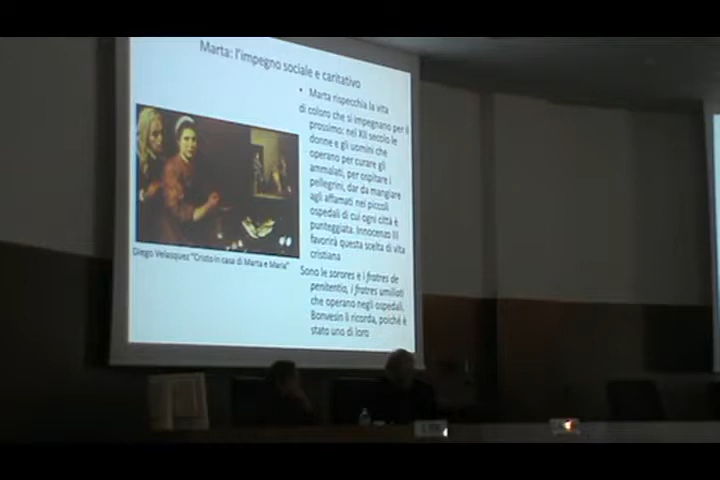 Marta: l'impegno sociale e caritativo
• Marta rispecchia la vita
di coloro che si impegnano per il
prossimo: nel XII secolo le
donne e gli uomini che
operano per curare gli
ammalati, per ospitare i
pellegrini, dar da mangiare
agli affamati nei piccoli
ospedali di cui ogni città è
punteggiata. Innocenzo III
favorirà questa scelta di vita
cristiana
Diego Velasquez "Cristo in casa di Marta e Maria"
Sono le sorores e i fratres de
penitentia, i fratres umiliati
che operano negli ospedali.
Bonvesin li ricorda, poiché è
stato uno di loro